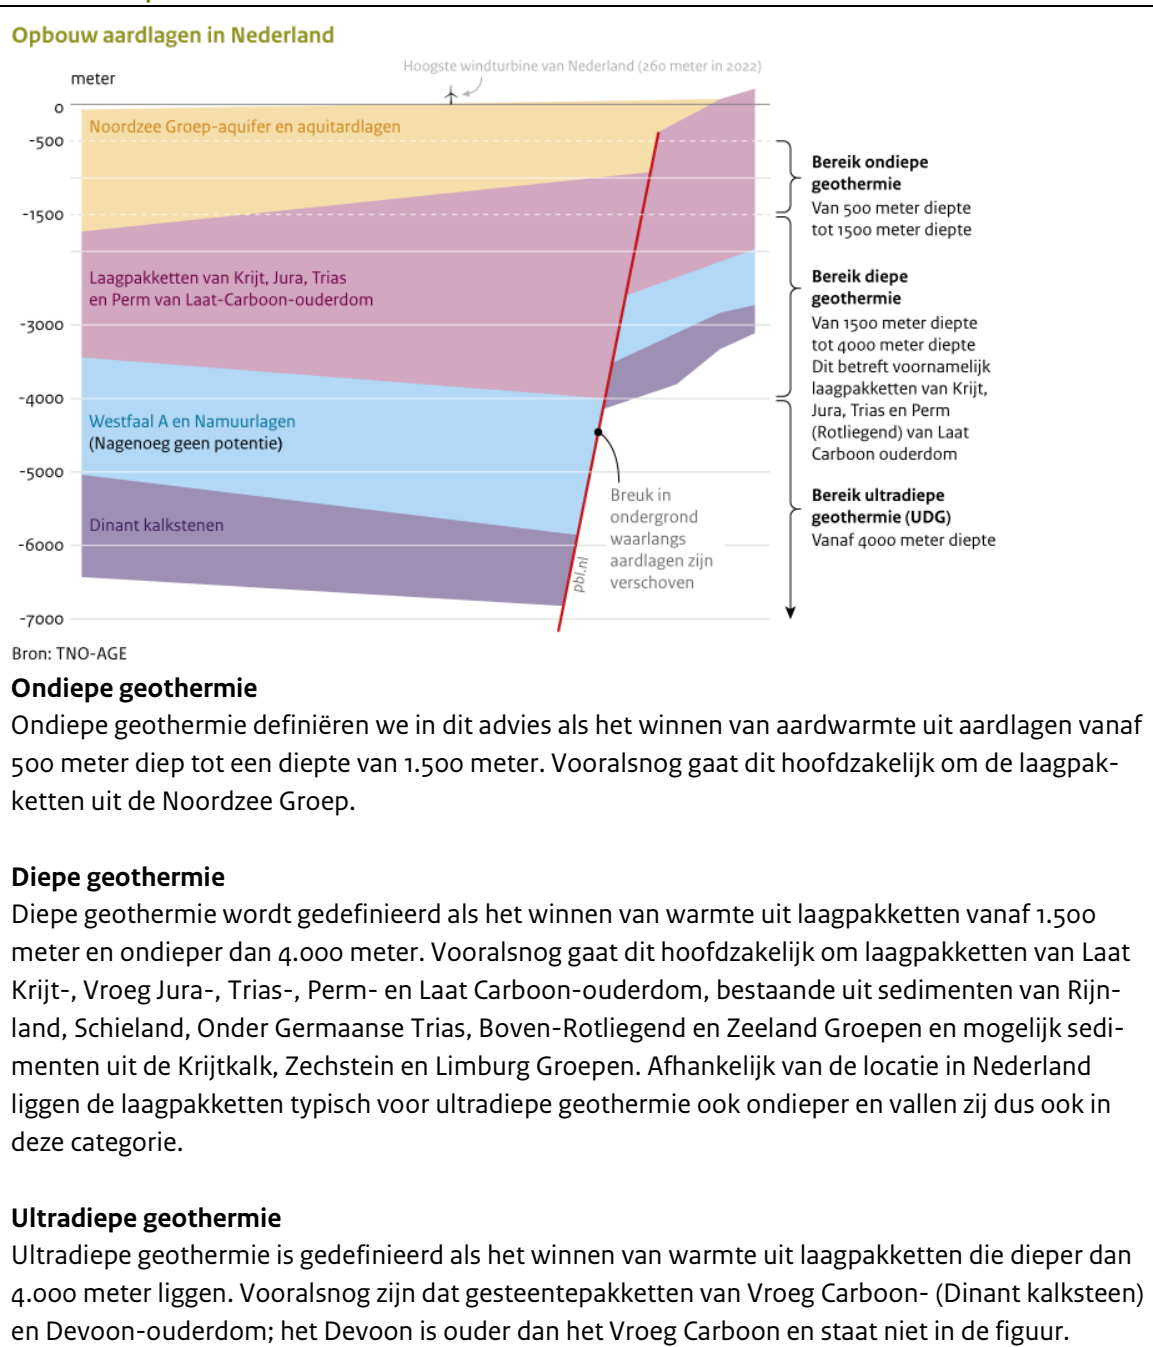 Opbouw aardlagen in Nederland
Hoogste windturbine van Nederland (260 meter in 2022)
meter
0
-500
-1500
-3000
-4000
-5000
-6000
-7000
Noordzee Groep-aquifer en aquitardlagen
Laagpakketten van Krijt, Jura, Trias
en Perm van Laat-Carboon-ouderdom
Westfaal A en Namuurlagen
(Nagenoeg geen potentie)
Dinant kalkstenen
Breuk in
ondergrond
waarlangs
aardlagen zijn
verschoven
pbl.nl
Bereik ondiepe
geothermie
Van 500 meter diepte
tot 1500 meter diepte
Bereik diepe
geothermie
Van 1500 meter diepte
tot 4000 meter diepte
Dit betreft voornamelijk
laagpakketten van Krijt,
Jura, Trias en Perm
(Rotliegend) van Laat
Carboon ouderdom
Bereik ultradiepe
geothermie (UDG)
Vanaf 4000 meter diepte
Bron: TNO-AGE
Ondiepe geothermie
Ondiepe geothermie definiëren we in dit advies als het winnen van aardwarmte uit aardlagen vanaf
500 meter diep tot een diepte van 1.500 meter. Vooralsnog gaat dit hoofdzakelijk om de laagpak-
ketten uit de Noordzee Groep.
Diepe geothermie
Diepe geothermie wordt gedefinieerd als het winnen van warmte uit laagpakketten vanaf 1.500
meter en ondieper dan 4.000 meter. Vooralsnog gaat dit hoofdzakelijk om laagpakketten van Laat
Krijt-, Vroeg Jura-, Trias-, Perm- en Laat Carboon-ouderdom, bestaande uit sedimenten van Rijn-
land, Schieland, Onder Germaanse Trias, Boven-Rotliegend en Zeeland Groepen en mogelijk sedi-
menten uit de Krijtkalk, Zechstein en Limburg Groepen. Afhankelijk van de locatie in Nederland
liggen de laagpakketten typisch voor ultradiepe geothermie ook ondieper en vallen zij dus ook in
deze categorie.
Ultradiepe geothermie
Ultradiepe geothermie is gedefinieerd als het winnen van warmte uit laagpakketten die dieper dan
4.000 meter liggen. Vooralsnog zijn dat gesteentepakketten van Vroeg Carboon- (Dinant kalksteen)
en Devoon-ouderdom; het Devoon is ouder dan het Vroeg Carboon en staat niet in de figuur.